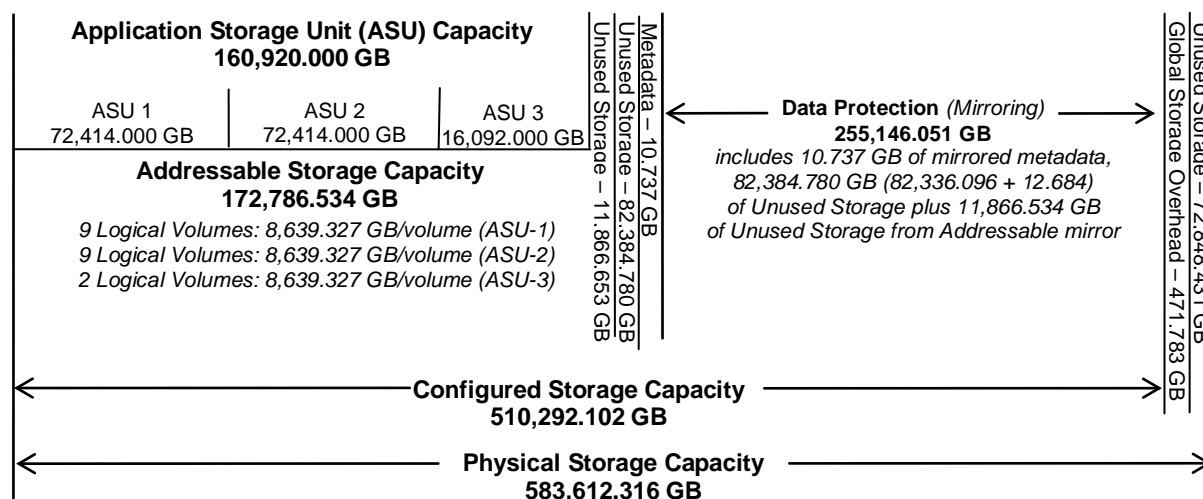 Application Storage Unit (ASU) Capacity
160,920.000 GB
ASU 1
72,414.000 GB
ASU 2
72,414.000 GB
ASU 3
16,092.000 GB
Addressable Storage Capacity
172,786.534 GB
9 Logical Volumes: 8,639.327 GB/volume (ASU-1)
9 Logical Volumes: 8,639.327 GB/volume (ASU-2)
2 Logical Volumes: 8,639.327 GB/volume (ASU-3)
Unused Storage – 11,866.653 GB
Unused Storage – 82,384.780 GB
Metadata – 10.737 GB
Data Protection (Mirroring)
255,146.051 GB
includes 10.737 GB of mirrored metadata,
82,384.780 GB (82,336.096 + 12.684)
of Unused Storage plus 11,866.534 GB
of Unused Storage from Addressable mirror
Global Storage Overhead – 471.783 GB
Unused Storage – 72,848.431 GB
Configured Storage Capacity
510,292.102 GB
Physical Storage Capacity
583,612,316 GB